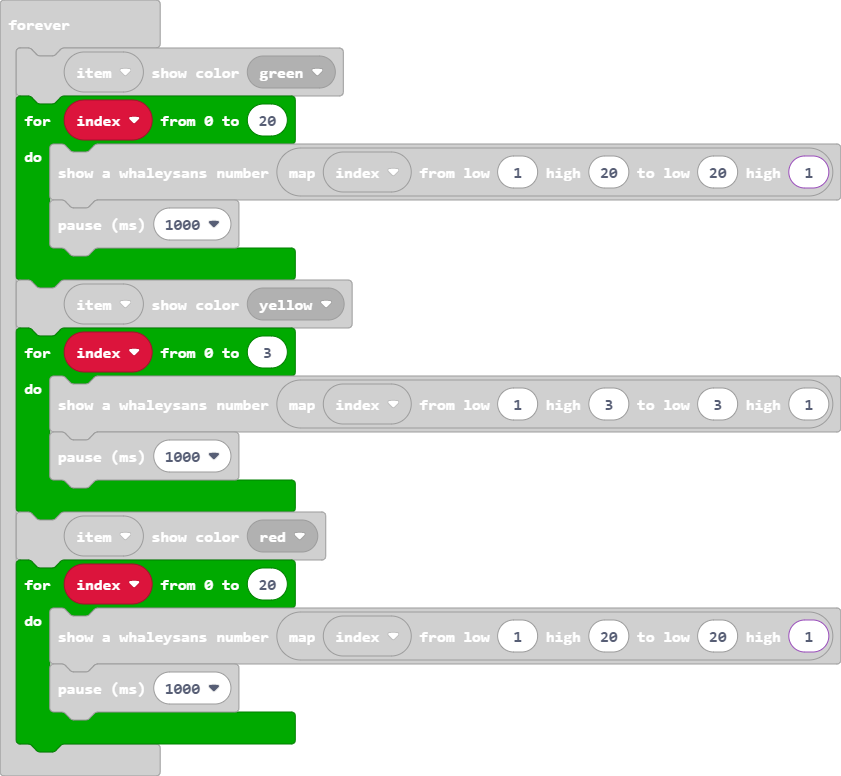 forever
item show color green
for index from 0 to 20
do
show a whaleysans number map index from low 1 high 20 to low 20 high 1
pause (ms) 1000
item show color yellow
for index from 0 to 3
do
show a whaleysans number map index from low 1 high 3 to low 3 high 1
pause (ms) 1000
item show color red
for index from 0 to 20
do
show a whaleysans number map index from low 1 high 20 to low 20 high 1
pause (ms) 1000